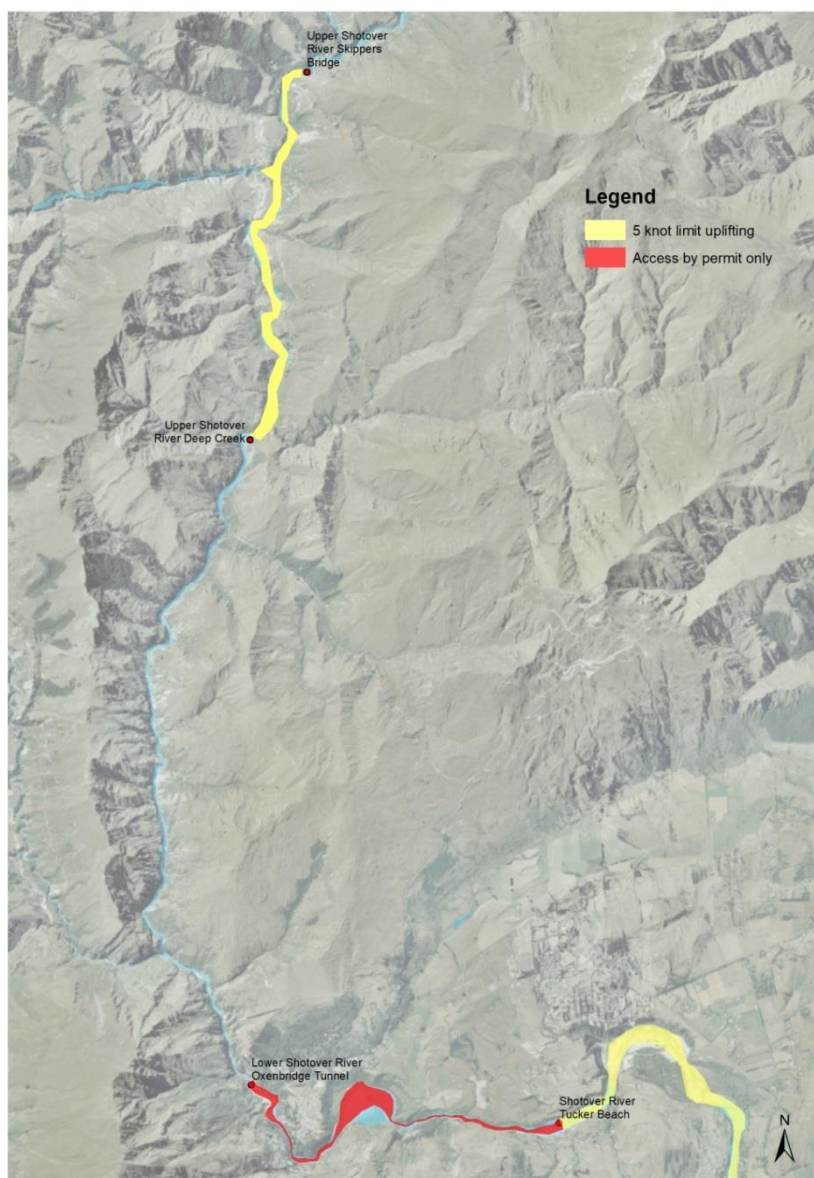 Upper Shotover
River Skippers
Bridge
Legend
5 knot limit uplifting
Access by permit only
Upper Shotover
River Deep Creek
Lower Shotover River
Oxenbridge Tunnel
Shotover River
Tucker Beach
N